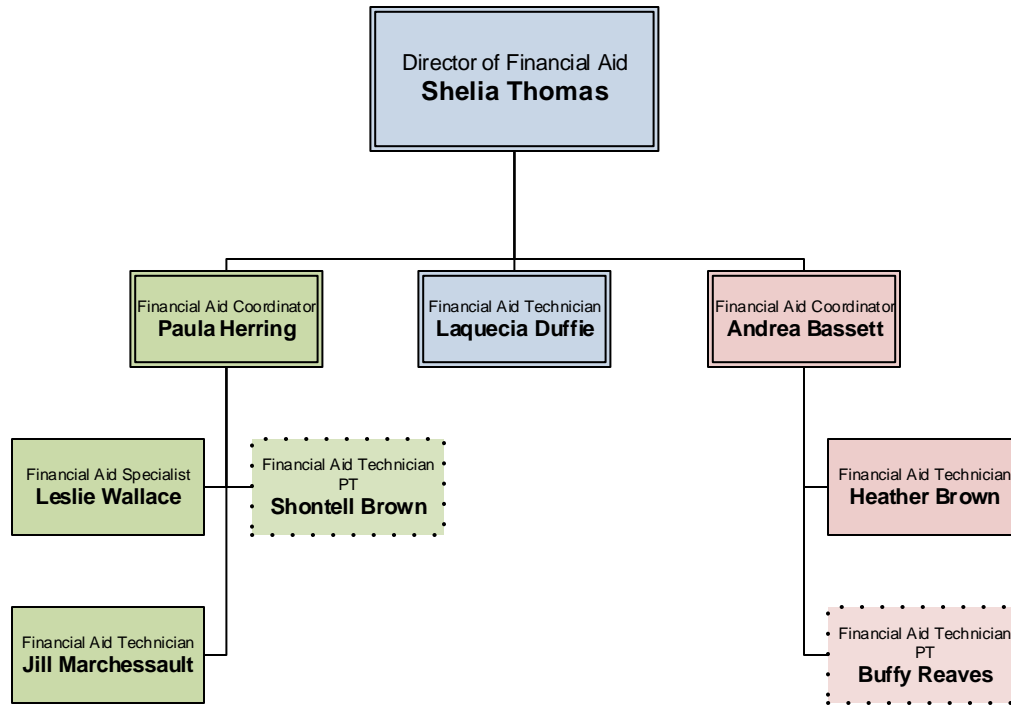 Director of Financial Aid
Shelia Thomas
Financial Aid Coordinator
Paula Herring
Financial Aid Technician
Laquecia Duffie
Financial Aid Coordinator
Andrea Bassett
Financial Aid Specialist
Leslie Wallace
Financial Aid Technician
PT
Shontell Brown
Financial Aid Technician
Heather Brown
Financial Aid Technician
Jill Marchessault
Financial Aid Technician
PT
Buffy Reaves